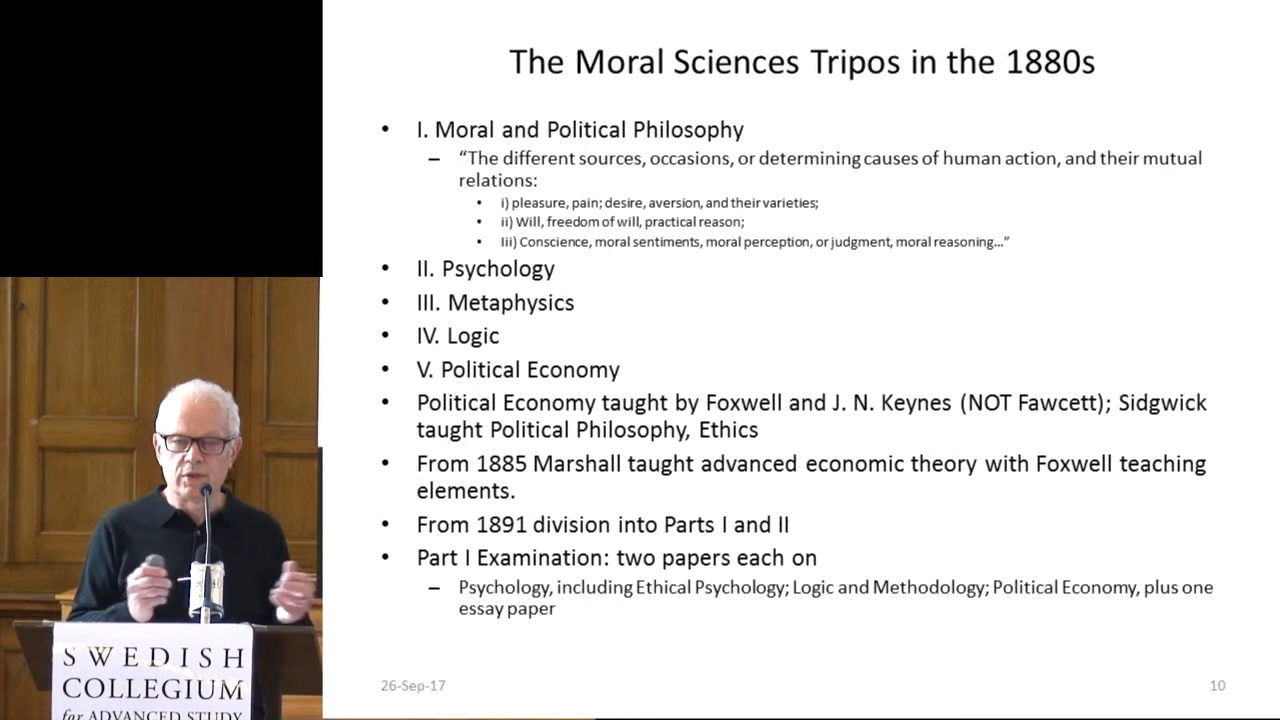 The Moral Sciences Tripos in the 1880s
• I. Moral and Political Philosophy
– “The different sources, occasions, or determining causes of human action, and their mutual
relations:
• i) pleasure, pain; desire, aversion, and their varieties;
• ii) Will, freedom of will, practical reason;
• Iii) Conscience, moral sentiments, moral perception, or judgment, moral reasoning…”
• II. Psychology
• III. Metaphysics
• IV. Logic
• V. Political Economy
• Political Economy taught by Foxwell and J. N. Keynes (NOT Fawcett); Sidgwick
taught Political Philosophy, Ethics
• From 1885 Marshall taught advanced economic theory with Foxwell teaching
elements.
• From 1891 division into Parts I and II
• Part I Examination: two papers each on
– Psychology, including Ethical Psychology; Logic and Methodology; Political Economy, plus one
essay paper
26-Sep-17
10
SWEDISH
COLLEGIUM
for ADVANCED STUDY